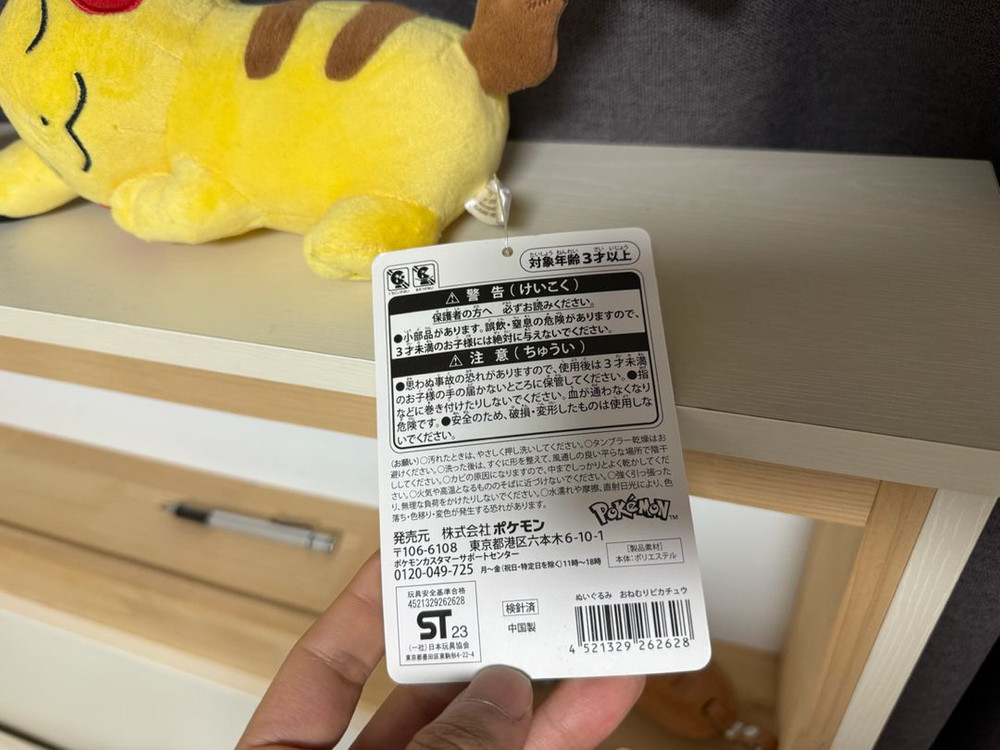 対象年齢3才以上
⚠警告(けいこく)
保護者の方へ 必ずお読みください。
●小部品があります。誤飲・窒息の危険がありますので、
3才未満のお子様には絶対に与えないでください。
⚠注意(ちゅうい)
●思わぬ事故の恐れがありますので、使用後は3才未満
のお子様の手の届かないところに保管してください。●指
などに巻き付けたりしないでください。血が通わなくなり
危険です。●安全のため、破損・変形したものは使用しな
いでください。
(お願い)○汚れたときは、やさしく押し洗いしてください。○タンブラー乾燥はお
避けください。○洗った後は、すぐに形を整えて、風通しの良い平らな場所で陰干
ししてください。○カビの原因になりますので、中までしっかりとよく乾かしてくだ
さい。○火気や高温となるもののそばに近づけないでください。○強く引っ張った
り、無理な負荷をかけたりしないでください。○水濡れや摩擦、直射日光により、色
落ち・色移り・変色が発生する恐れがあります。
POKéMON™
発売元 株式会社ポケモン
〒106-6108 東京都港区六本木6-10-1
ポケモンカスタマーサポートセンター
0120-049-725 月〜金(祝日・特定日を除く)11時〜18時
[製品素材]
本体:ポリエステル
玩具安全基準合格
4521329262628
ST 23
(一社)日本玩具協会
東京都墨田区東駒形4-22-4
検針済
中国製
ぬいぐるみ おねむりピカチュウ
4 521329 262628